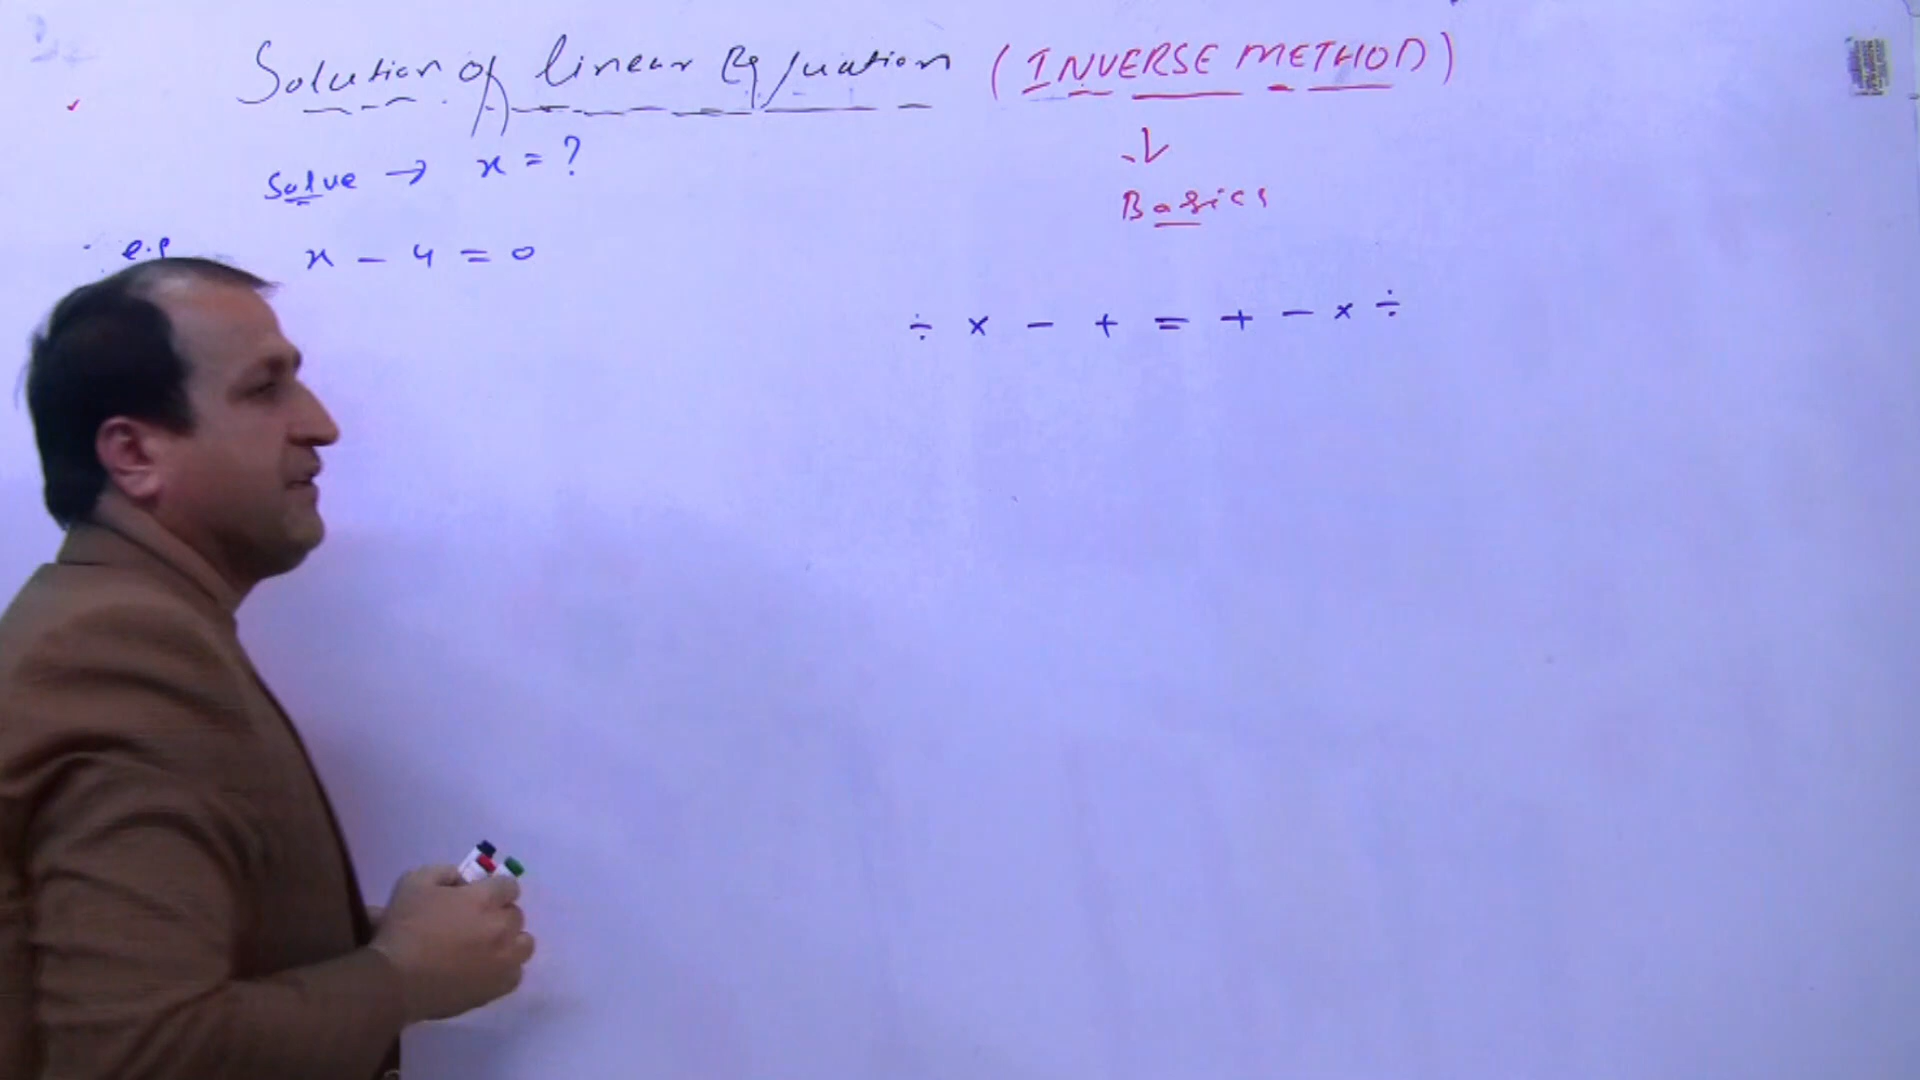 Solution of linear Equation (INVERSE METHOD)
Solve → x = ?
↓
Basics
e.g x - 4 = 0
÷ × - + = + - × ÷